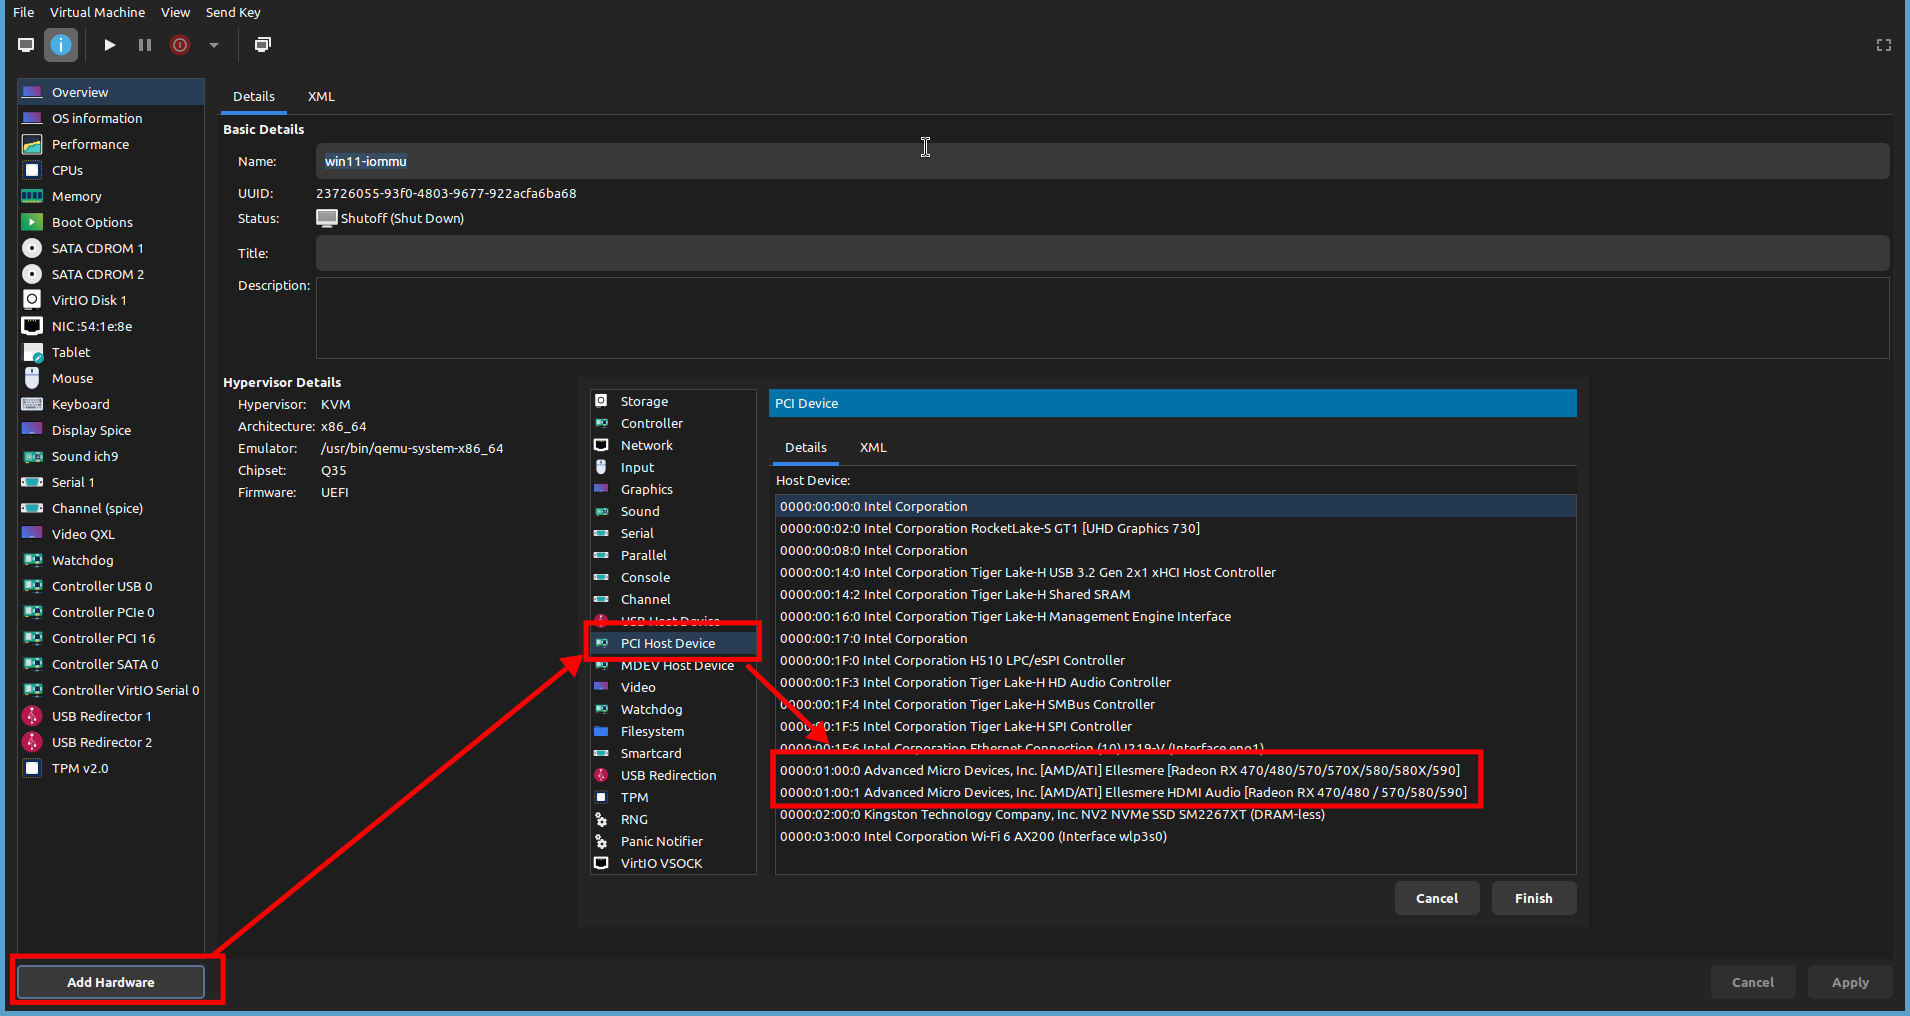 File Virtual Machine View Send Key
Overview
OS information
Performance
CPUs
Memory
Boot Options
SATA CDROM 1
SATA CDROM 2
VirtIO Disk 1
NIC :54:1e:8e
Tablet
Mouse
Keyboard
Display Spice
Sound ich9
Serial 1
Channel (spice)
Video QXL
Watchdog
Controller USB 0
Controller PCIe 0
Controller PCI 16
Controller SATA 0
Controller VirtIO Serial 0
USB Redirector 1
USB Redirector 2
TPM v2.0
Add Hardware
Details XML
Basic Details
Name: win11-iommu
UUID: 23726055-93f0-4803-9677-922acfa6ba68
Status: Shutoff (Shut Down)
Title:
Description:
Hypervisor Details
Hypervisor: KVM
Architecture: x86_64
Emulator: /usr/bin/qemu-system-x86_64
Chipset: Q35
Firmware: UEFI
Storage
Controller
Network
Input
Graphics
Sound
Serial
Parallel
Console
Channel
USB Host Device
PCI Host Device
MDEV Host Device
Video
Watchdog
Filesystem
Smartcard
USB Redirection
TPM
RNG
Panic Notifier
VirtIO VSOCK
PCI Device
Details XML
Host Device:
0000:00:00:0 Intel Corporation
0000:00:02:0 Intel Corporation RocketLake-S GT1 [UHD Graphics 730]
0000:00:08:0 Intel Corporation
0000:00:14:0 Intel Corporation Tiger Lake-H USB 3.2 Gen 2x1 xHCI Host Controller
0000:00:14:2 Intel Corporation Tiger Lake-H Shared SRAM
0000:00:16:0 Intel Corporation Tiger Lake-H Management Engine Interface
0000:00:17:0 Intel Corporation
0000:00:1F:0 Intel Corporation H510 LPC/eSPI Controller
0000:00:1F:3 Intel Corporation Tiger Lake-H HD Audio Controller
0000:00:1F:4 Intel Corporation Tiger Lake-H SMBus Controller
0000:00:1F:5 Intel Corporation Tiger Lake-H SPI Controller
0000:00:1F:6 Intel Corporation Ethernet Connection (10) I219-V (Interface eno1)
0000:01:00:0 Advanced Micro Devices, Inc. [AMD/ATI] Ellesmere [Radeon RX 470/480/570/570X/580/580X/590]
0000:01:00:1 Advanced Micro Devices, Inc. [AMD/ATI] Ellesmere HDMI Audio [Radeon RX 470/480 / 570/580/590]
0000:02:00:0 Kingston Technology Company, Inc. NV2 NVMe SSD SM2267XT (DRAM-less)
0000:03:00:0 Intel Corporation Wi-Fi 6 AX200 (Interface wlp3s0)
Cancel Finish
Cancel Apply